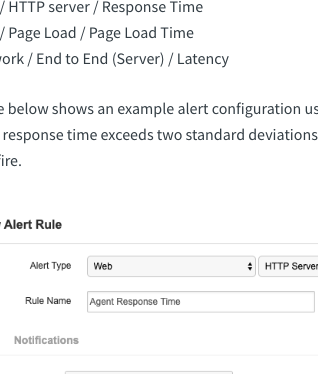 / HTTP server / Response Time
/ Page Load / Page Load Time
ork / End to End (Server) / Latency
e below shows an example alert configuration us
response time exceeds two standard deviations
fire.
Alert Rule
Alert Type Web HTTP Server
Rule Name Agent Response Time
Notifications